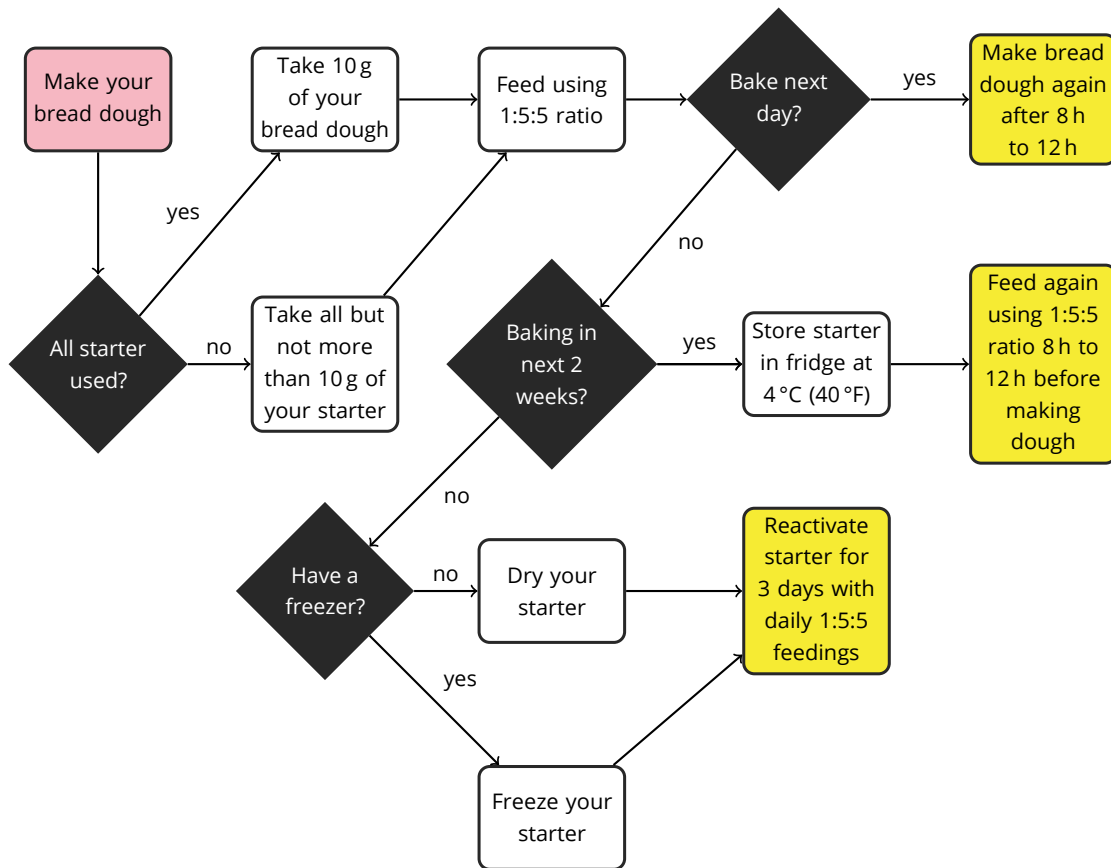 Make your
bread dough
Take 10 g
of your
bread dough
Feed using
1:5:5 ratio
Bake next
day?
yes
Make bread
dough again
after 8 h
to 12 h
yes
no
All starter
used?
no
Take all but
not more
than 10 g of
your starter
Baking in
next 2
weeks?
yes
Store starter
in fridge at
4 °C (40 °F)
Feed again
using 1:5:5
ratio 8 h to
12 h before
making
dough
no
Have a
freezer?
no
Dry your
starter
Reactivate
starter for
3 days with
daily 1:5:5
feedings
yes
Freeze your
starter